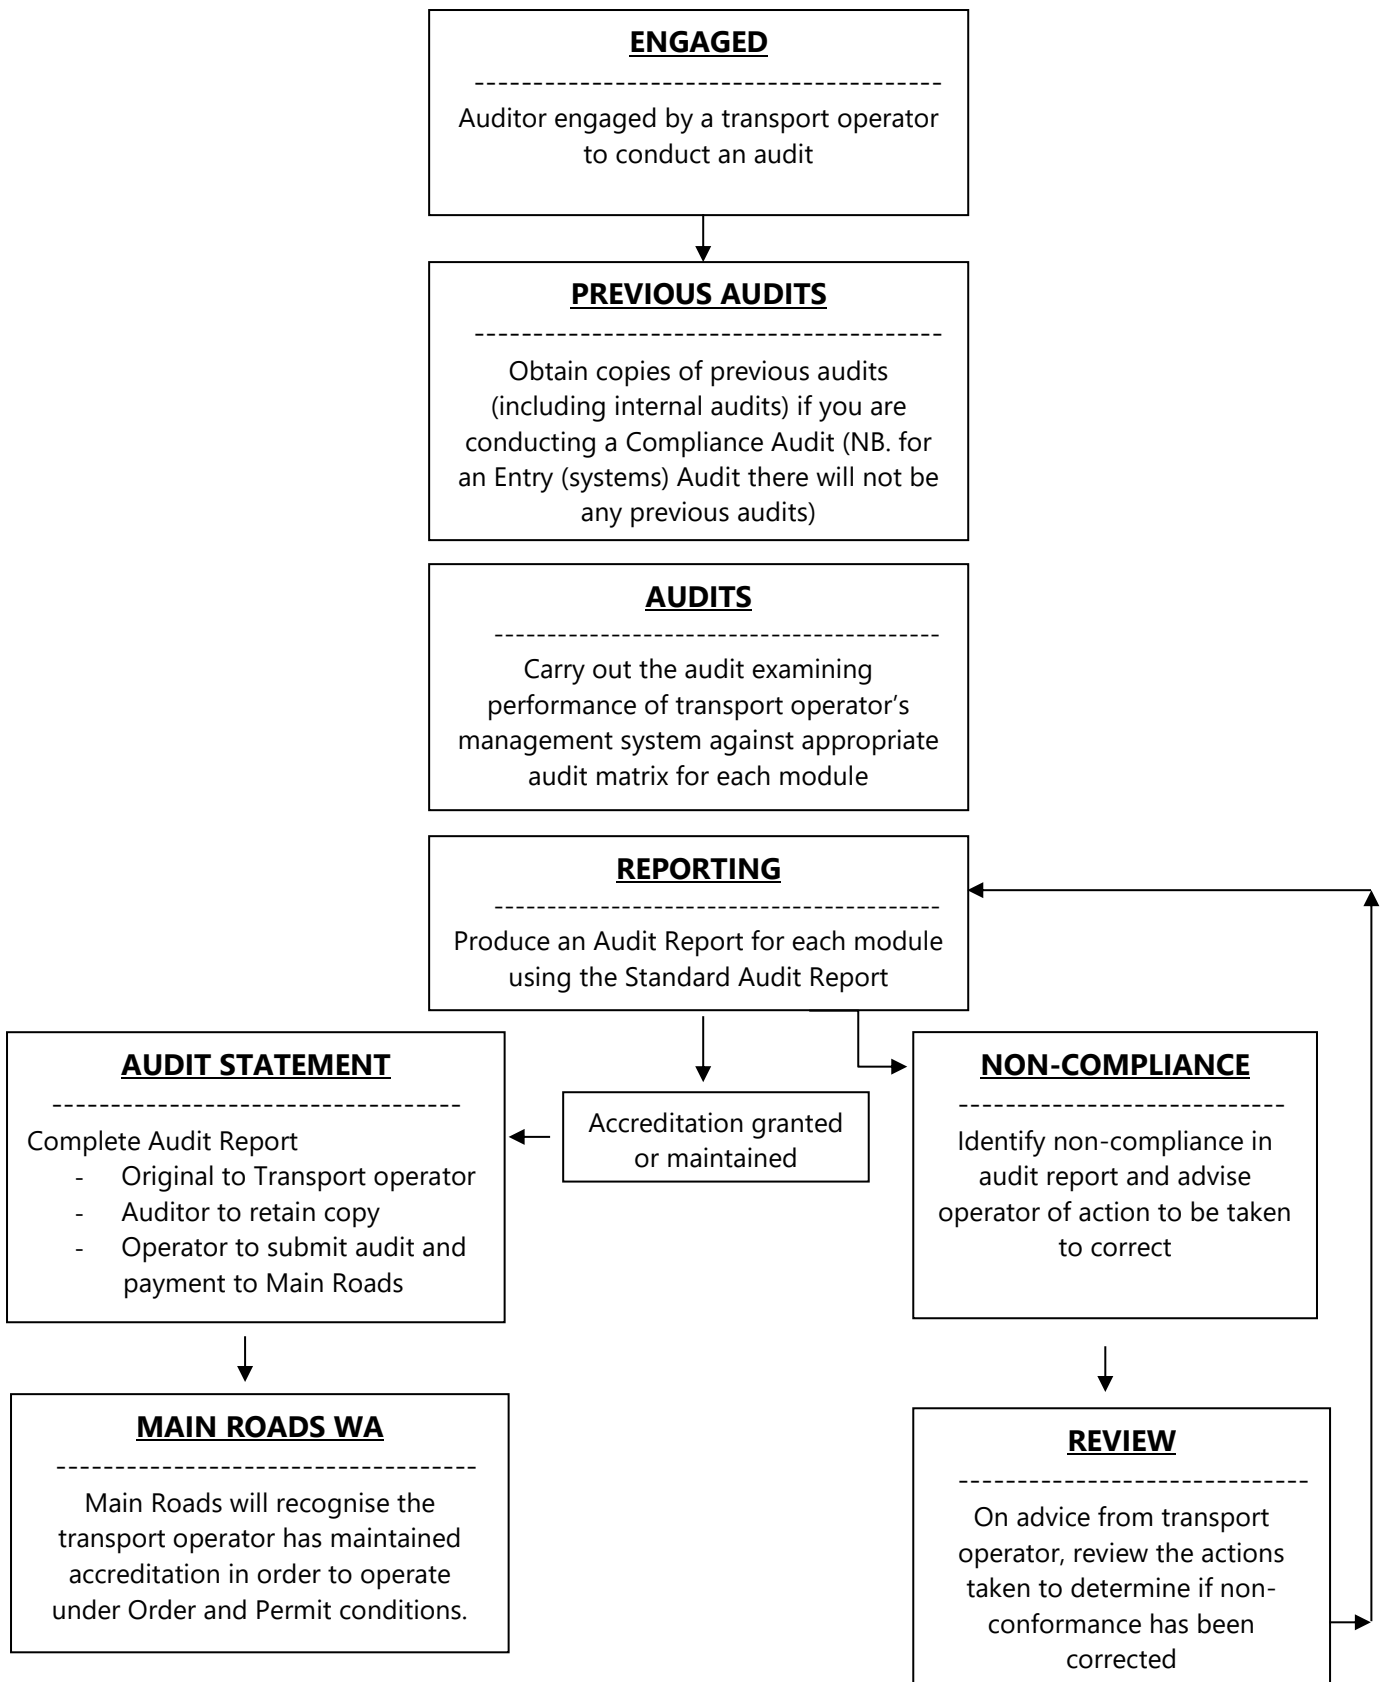 ENGAGED
----------------------------------------
Auditor engaged by a transport operator
to conduct an audit
PREVIOUS AUDITS
----------------------------------------
Obtain copies of previous audits
(including internal audits) if you are
conducting a Compliance Audit (NB. for
an Entry (systems) Audit there will not be
any previous audits)
AUDITS
------------------------------------------
Carry out the audit examining
performance of transport operator’s
management system against appropriate
audit matrix for each module
REPORTING
------------------------------------------
Produce an Audit Report for each module
using the Standard Audit Report
AUDIT STATEMENT
-----------------------------------
Complete Audit Report
- Original to Transport operator
- Auditor to retain copy
- Operator to submit audit and
payment to Main Roads
Accreditation granted
or maintained
NON-COMPLIANCE
----------------------------
Identify non-compliance in
audit report and advise
operator of action to be taken
to correct
MAIN ROADS WA
------------------------------------
Main Roads will recognise the
transport operator has maintained
accreditation in order to operate
under Order and Permit conditions.
REVIEW
------------------------------
On advice from transport
operator, review the actions
taken to determine if non-
conformance has been
corrected